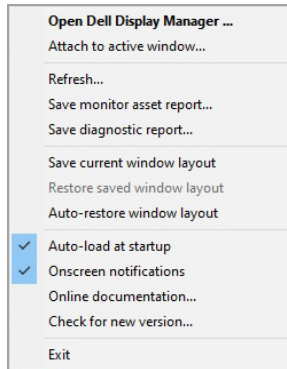 Open Dell Display Manager ...
Attach to active window...
Refresh...
Save monitor asset report...
Save diagnostic report...
Save current window layout
Restore saved window layout
Auto-restore window layout
Auto-load at startup
Onscreen notifications
Online documentation...
Check for new version...
Exit